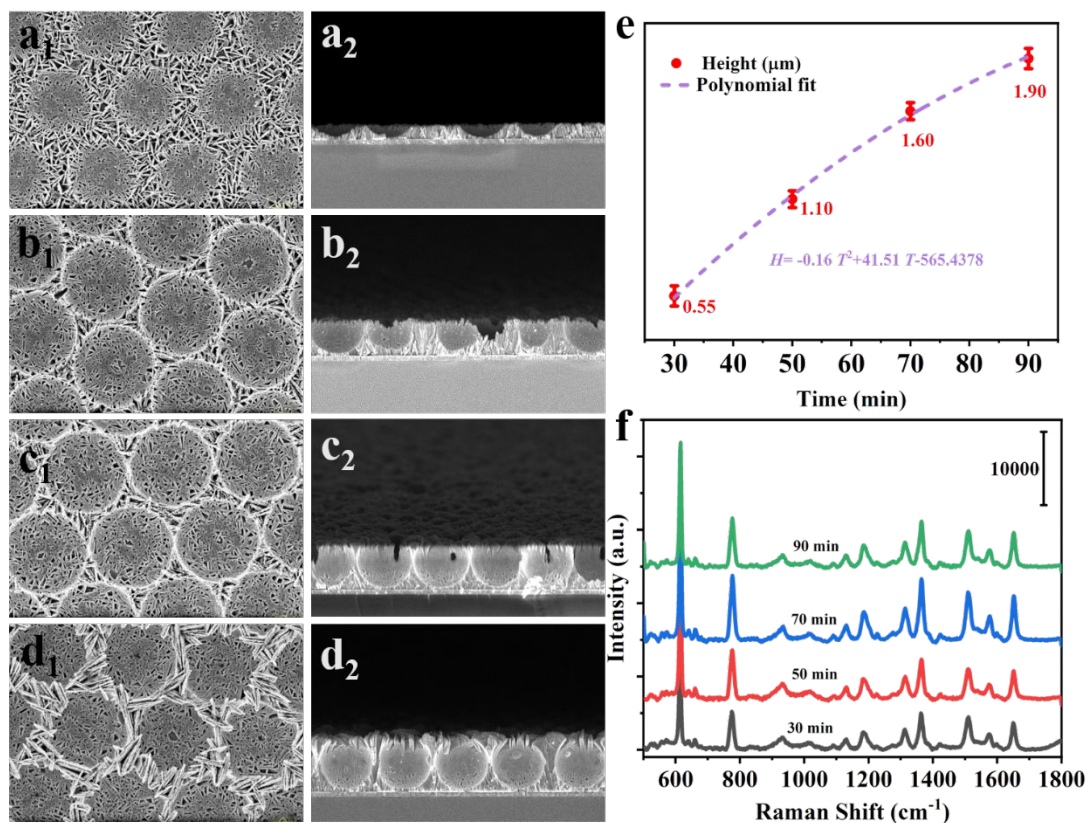 a1
a2
b1
b2
c1
c2
d1
d2
e
Height (μm)
Polynomial fit
1.90
1.60
1.10
0.55
H= -0.16 T²+41.51 T-565.4378
30 40 50 60 70 80 90
Time (min)
f
10000
90 min
70 min
50 min
30 min
Intensity (a.u.)
600 800 1000 1200 1400 1600 1800
Raman Shift (cm⁻¹)